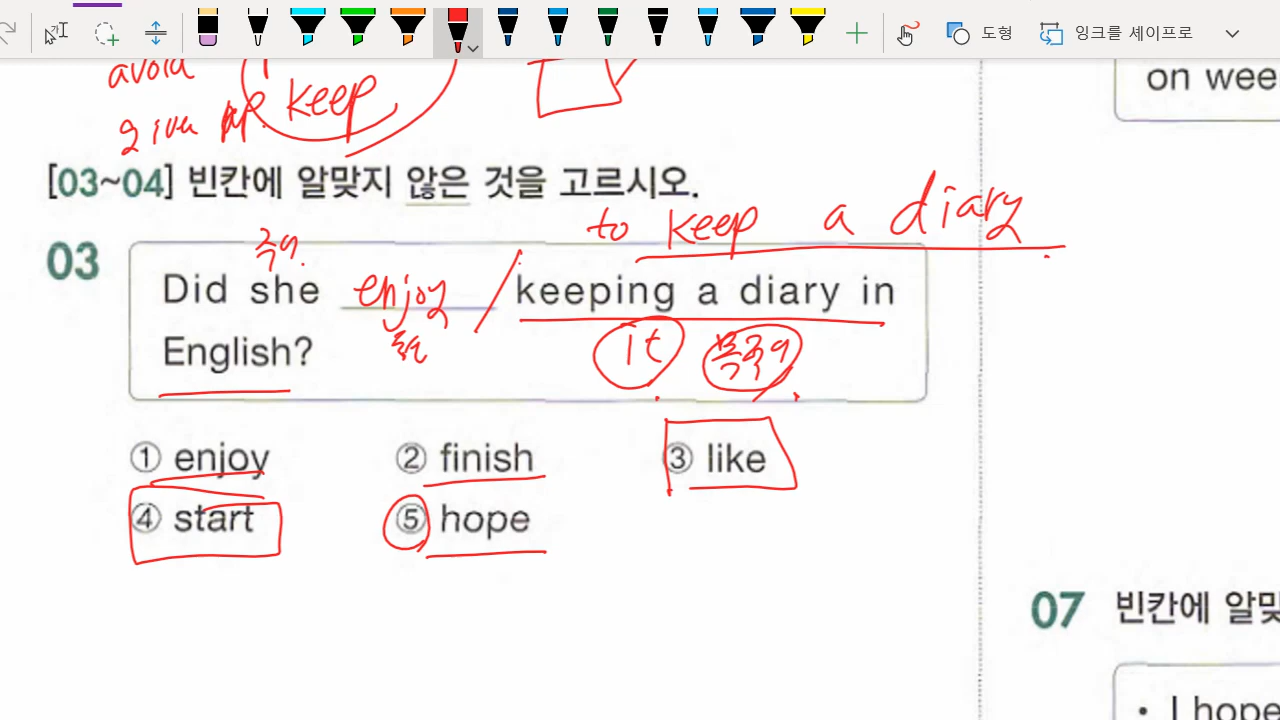 도형
잉크를 셰이프로
avoid
give up
keep
on wee
[03~04] 빈칸에 알맞지 않은 것을 고르시오.
to keep a diary
03
주어.
Did she enjoy / keeping a diary in
English?
it 목적어
① enjoy ② finish ③ like
④ start ⑤ hope
07 빈칸에 알맞
• I hope